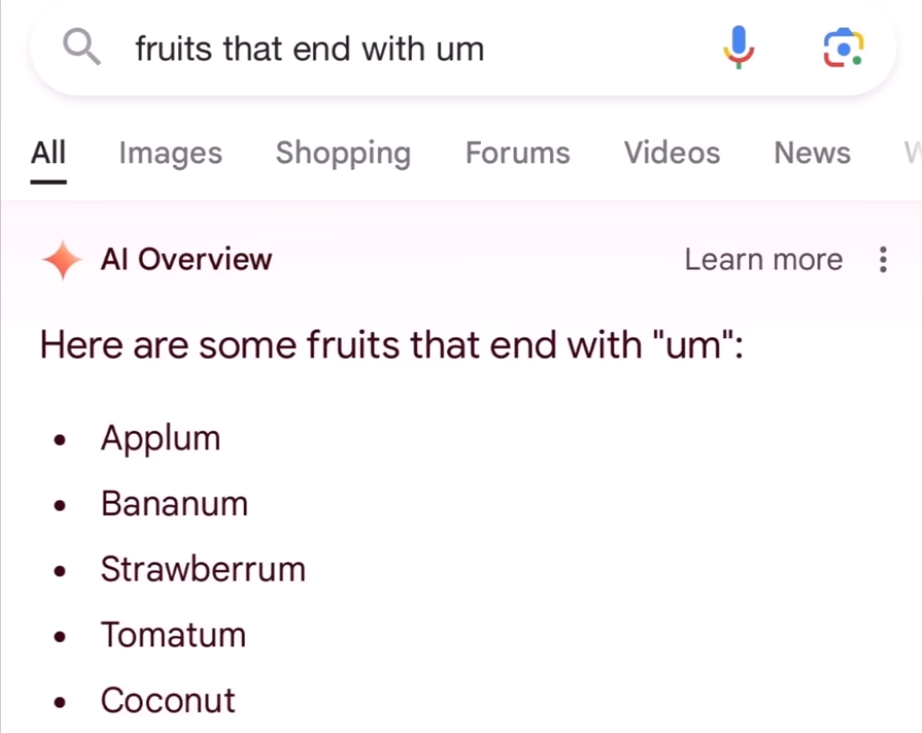 fruits that end with um
All Images Shopping Forums Videos News
AI Overview Learn more
Here are some fruits that end with "um":
• Applum
• Bananum
• Strawberrum
• Tomatum
• Coconut